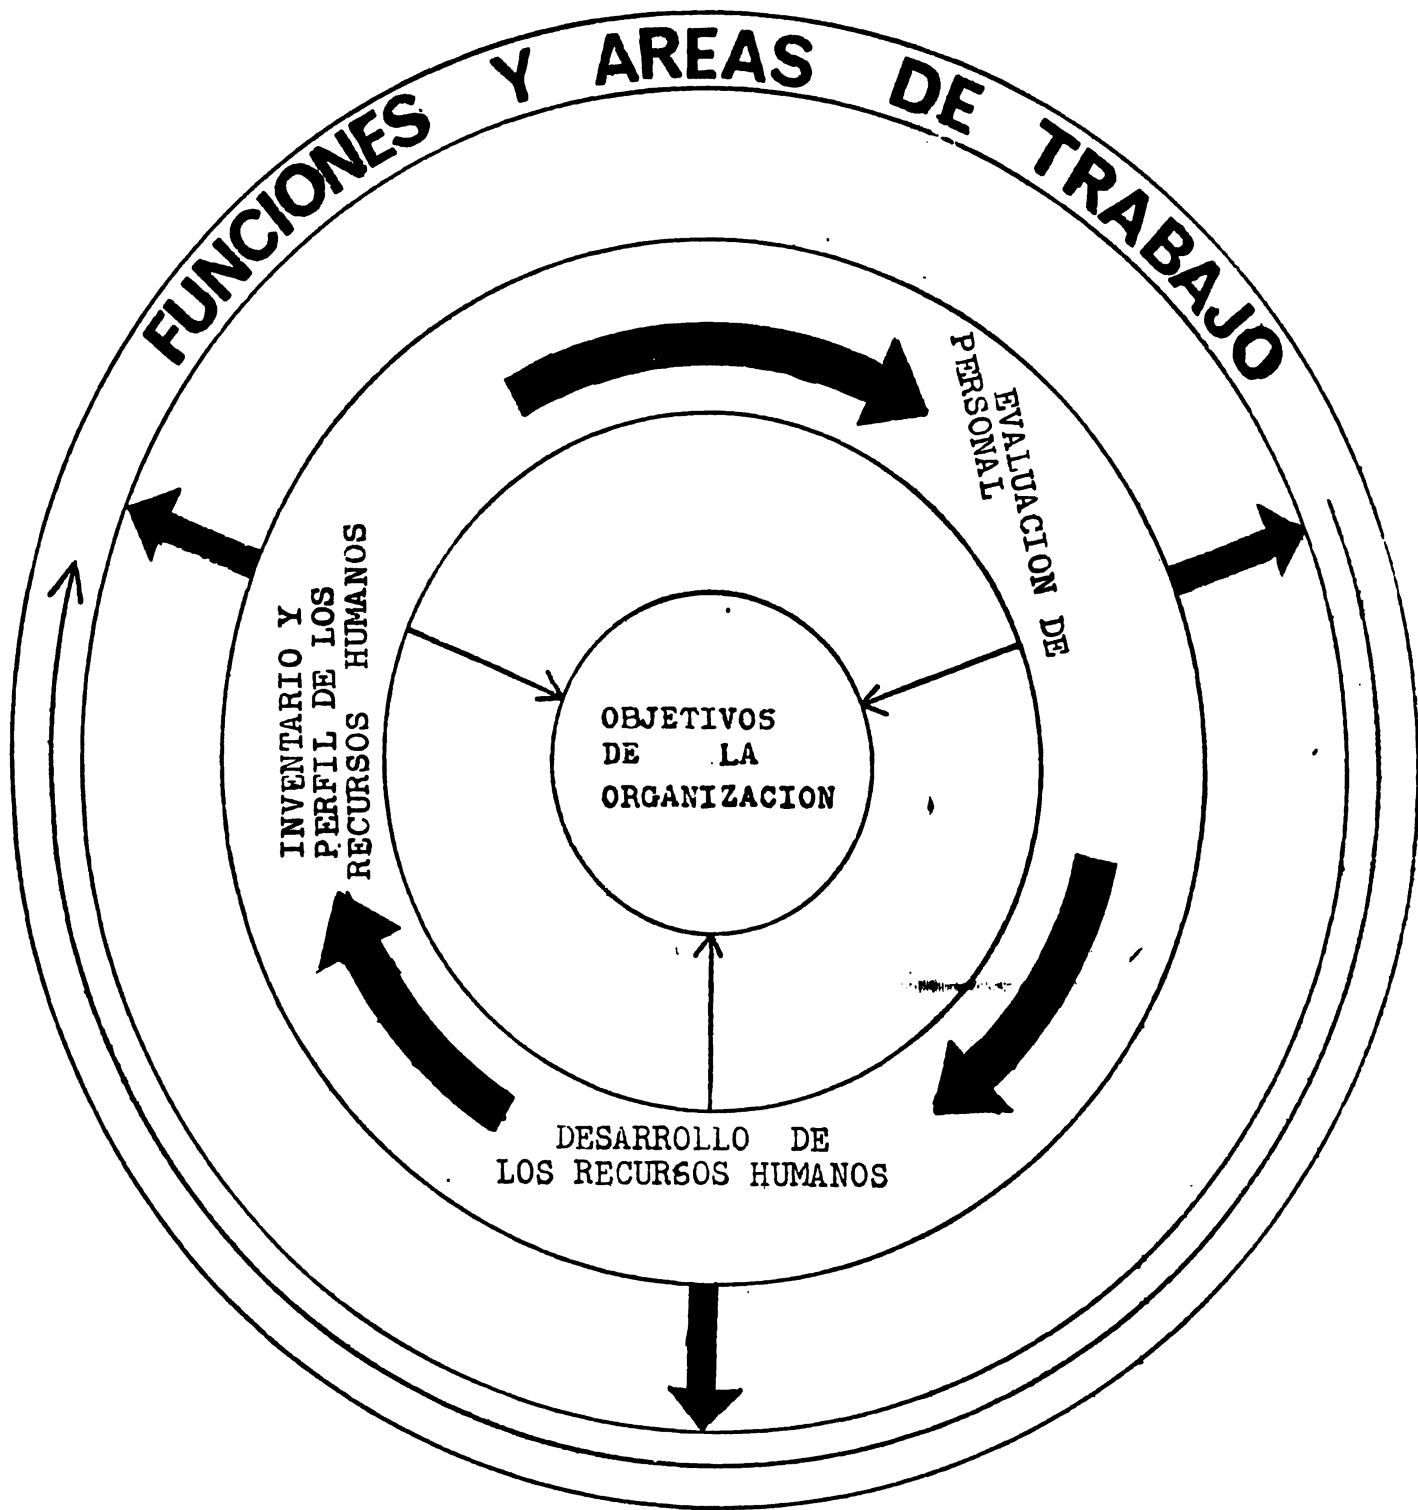 FUNCIONES Y AREAS DE TRABAJO
EVALUACION DE
PERSONAL
INVENTARIO Y
PERFIL DE LOS
RECURSOS HUMANOS
OBJETIVOS
DE LA
ORGANIZACION
DESARROLLO DE
LOS RECURSOS HUMANOS